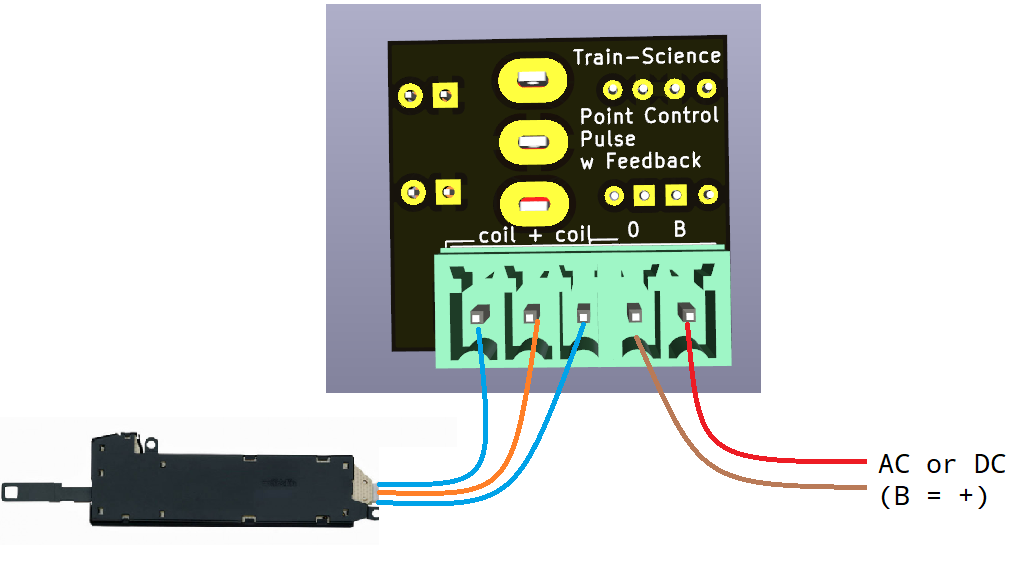 Train-Science
Point Control
Pulse
w Feedback
coil + coil 0 B
AC or DC
(B = +)